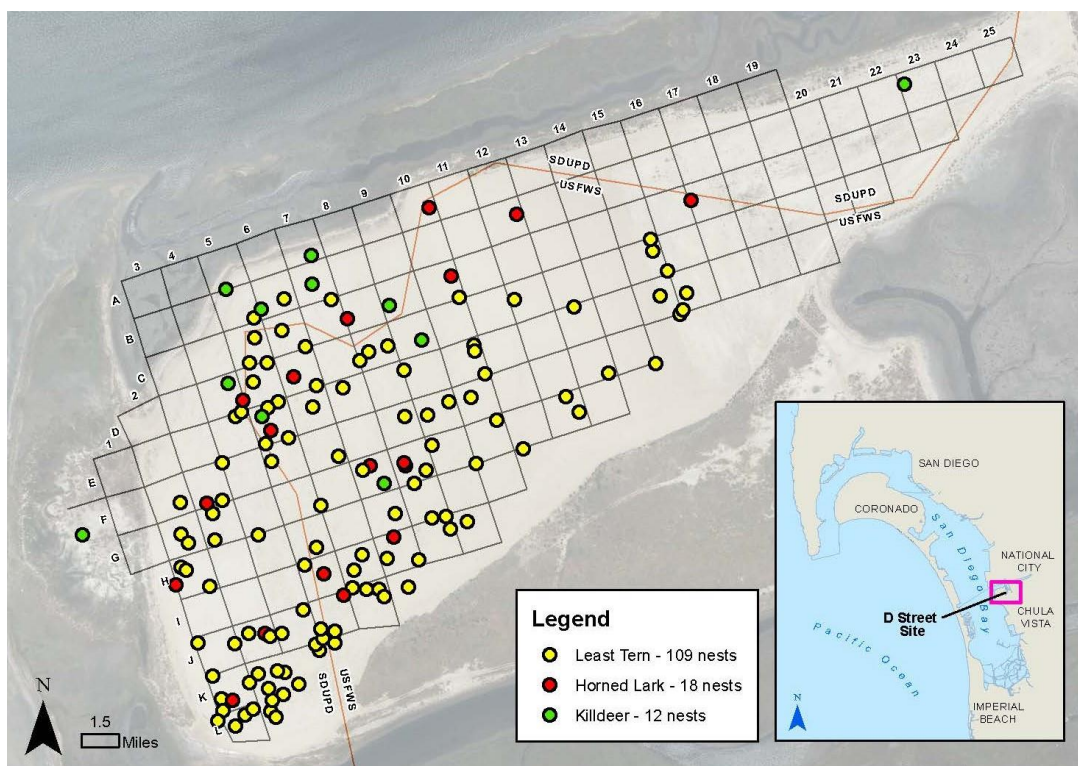 25
24
23
22
21
20
19
18
17
16
15
14
13
12
11
10
9
8
7
6
5
4
3
2
1
A
B
C
D
E
F
G
H
I
J
K
L
SDUPD
USFWS
SDUPD
USFWS
USFWS
SDUPD
N
1.5
Miles
Legend
Least Tern - 109 nests
Horned Lark - 18 nests
Killdeer - 12 nests
SAN DIEGO
CORONADO
San Diego Bay
NATIONAL
CITY
CHULA
VISTA
D Street
Site
Pacific Ocean
IMPERIAL
BEACH
N